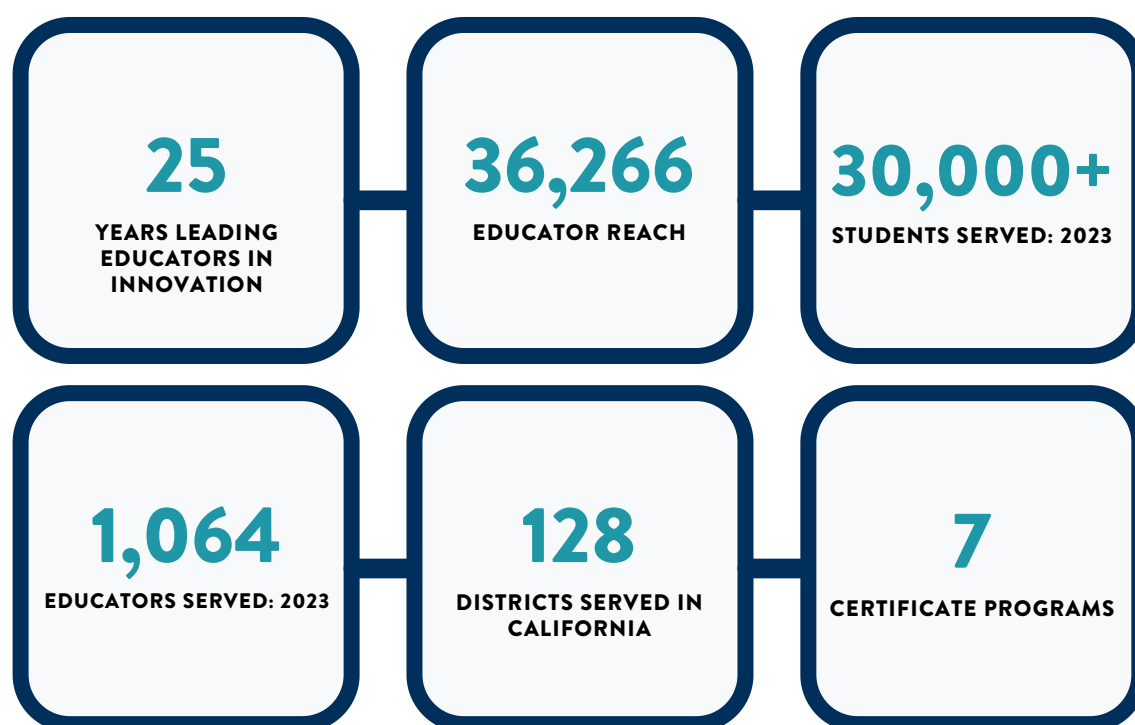 25
YEARS LEADING
EDUCATORS IN
INNOVATION
36,266
EDUCATOR REACH
30,000+
STUDENTS SERVED: 2023
1,064
EDUCATORS SERVED: 2023
128
DISTRICTS SERVED IN
CALIFORNIA
7
CERTIFICATE PROGRAMS